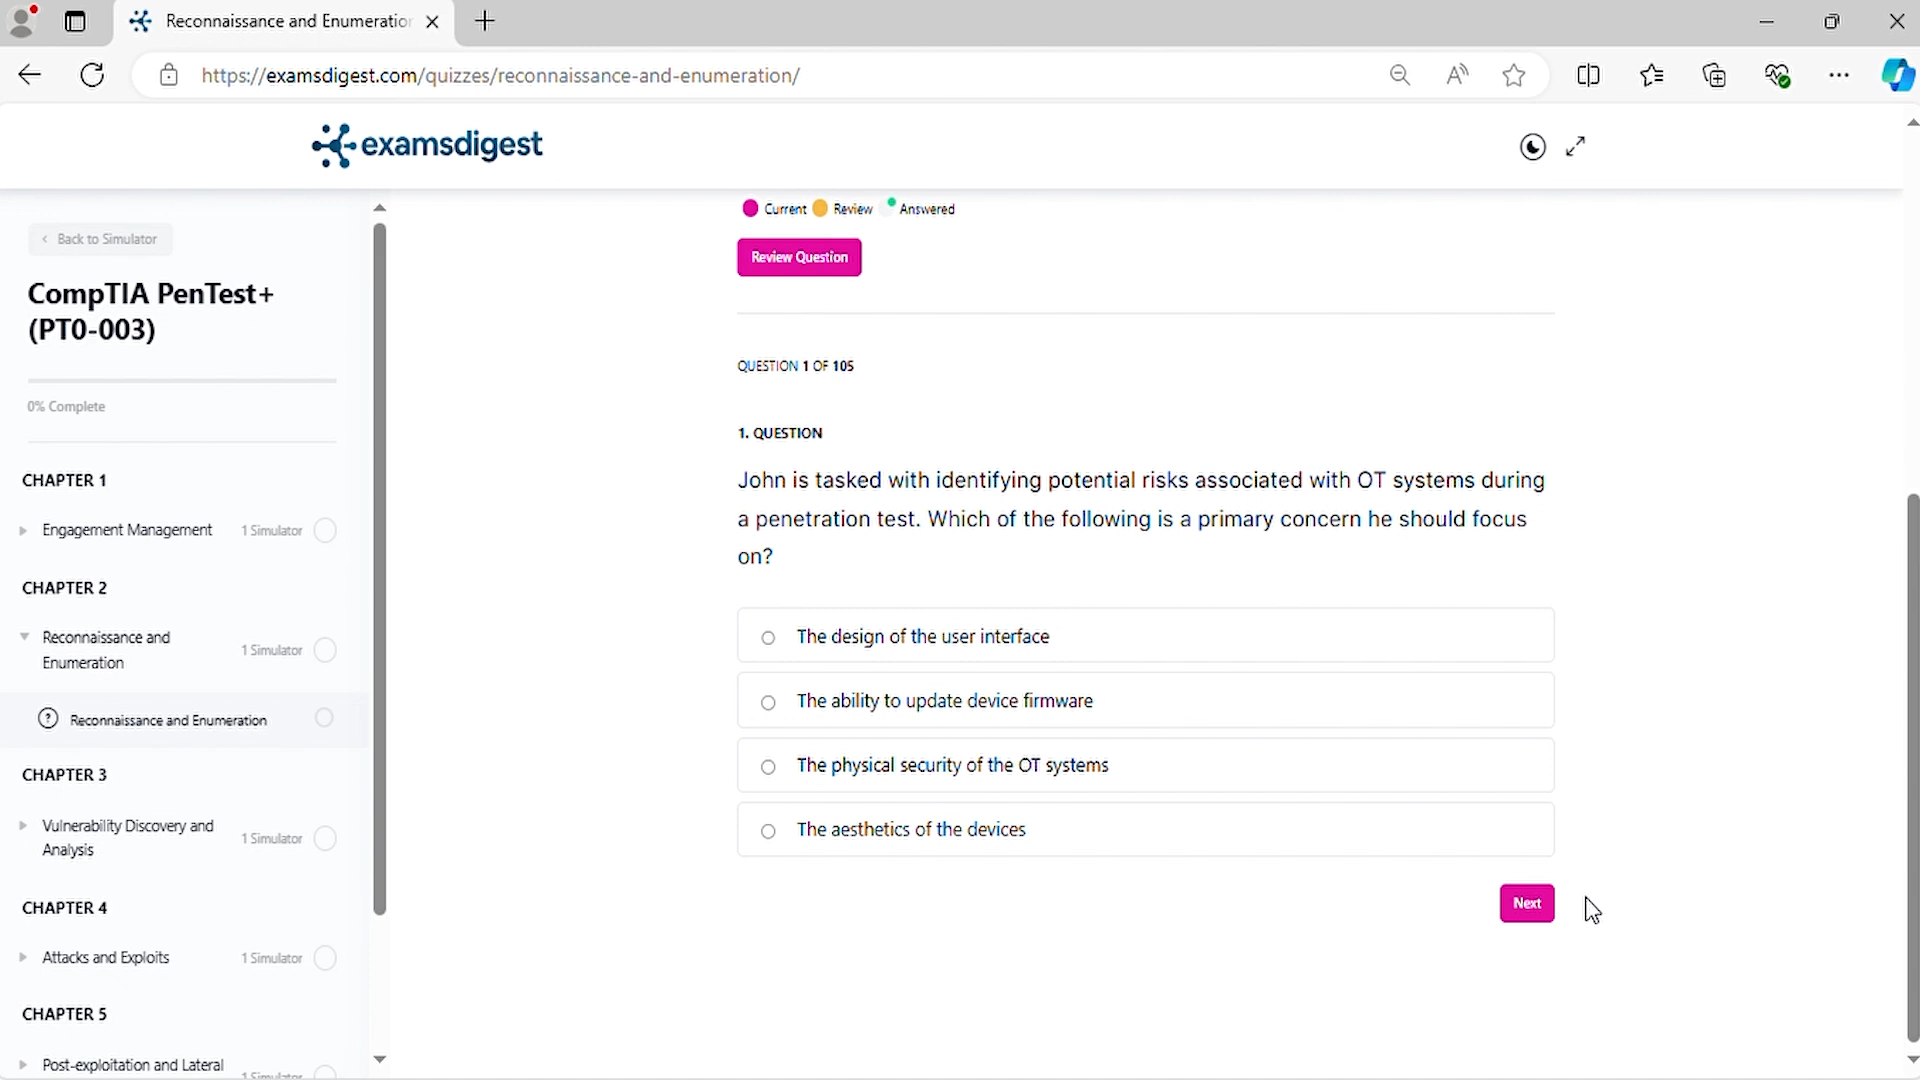 Reconnaissance and Enumeration
https://examsdigest.com/quizzes/reconnaissance-and-enumeration/
examsdigest
Current Review Answered
Review Question
Back to Simulator
CompTIA PenTest+
(PT0-003)
0% Complete
CHAPTER 1
Engagement Management 1 Simulator
CHAPTER 2
Reconnaissance and
Enumeration
1 Simulator
Reconnaissance and Enumeration
CHAPTER 3
Vulnerability Discovery and
Analysis
1 Simulator
CHAPTER 4
Attacks and Exploits 1 Simulator
CHAPTER 5
Post-exploitation and Lateral
1 Simulator
QUESTION 1 OF 105
1. QUESTION
John is tasked with identifying potential risks associated with OT systems during
a penetration test. Which of the following is a primary concern he should focus
on?
The design of the user interface
The ability to update device firmware
The physical security of the OT systems
The aesthetics of the devices
Next